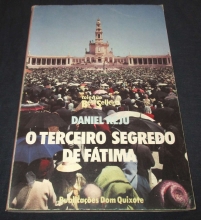 DANIEL RÉJU
O TERCEIRO SEGREDO
DE FÁTIMA
Publicações Dom Quixote